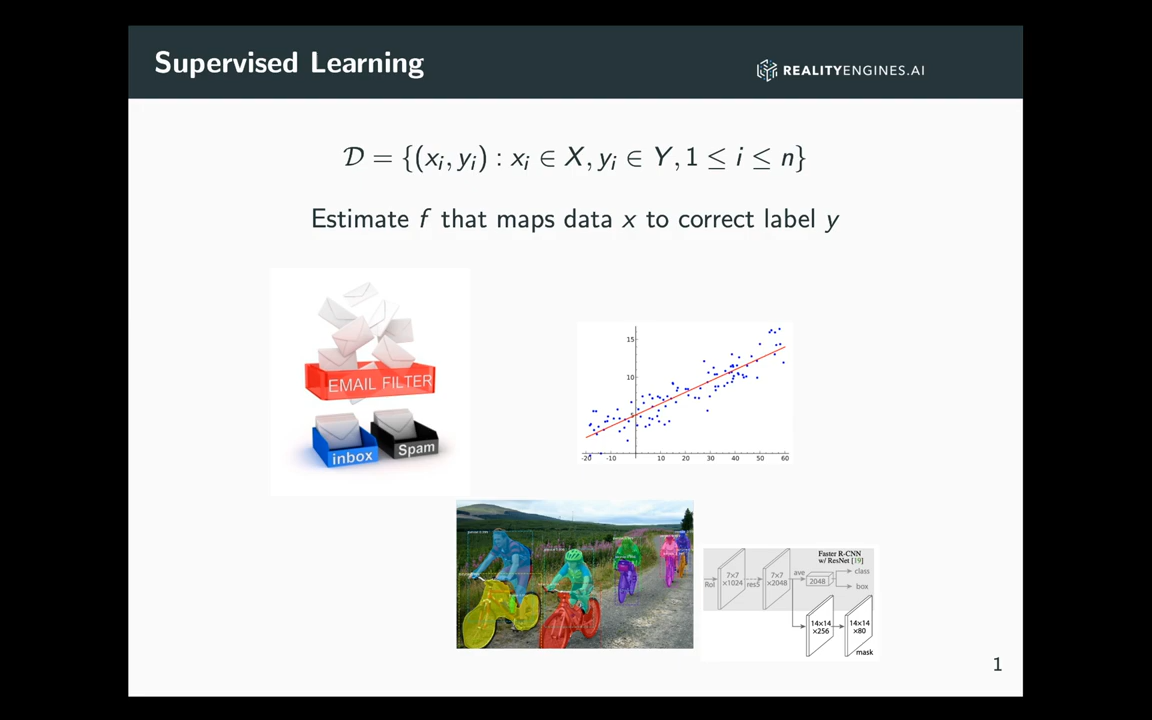 Supervised Learning
REALITYENGINES.AI
𝒟 = {(xᵢ, yᵢ) : xᵢ ∈ X, yᵢ ∈ Y, 1 ≤ i ≤ n}
Estimate f that maps data x to correct label y
EMAIL FILTER
inbox
Spam
15
10
-20 -10 10 20 30 40 50 60
Faster R-CNN
w/ ResNet [19]
RoI
7×7
×1024
res5
7×7
×2048
ave
2048
class
box
14×14
×256
14×14
×80
mask
1